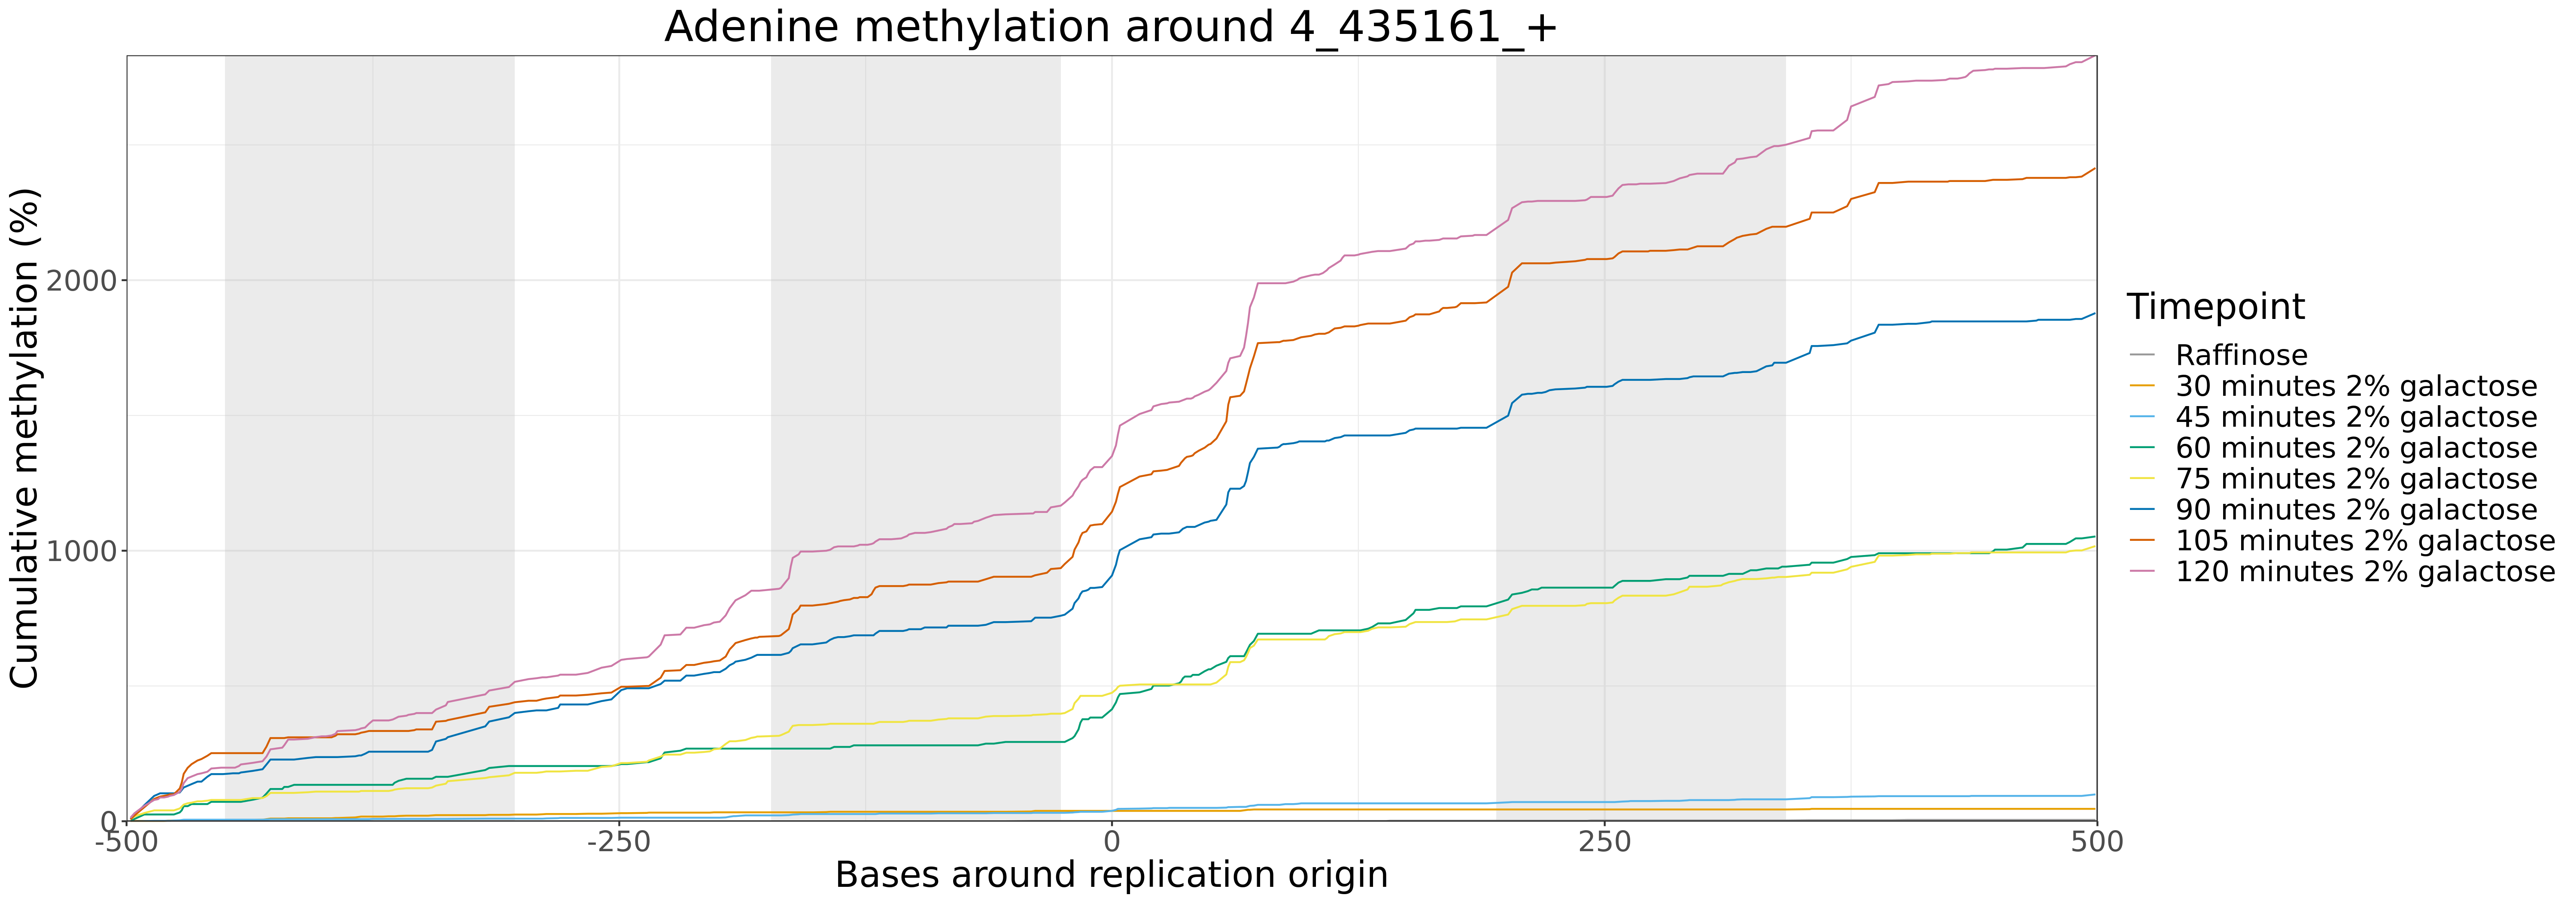 Adenine methylation around 4_435161_+
Cumulative methylation (%)
2000
1000
0
-500
-250
0
250
500
Bases around replication origin
Timepoint
Raffinose
30 minutes 2% galactose
45 minutes 2% galactose
60 minutes 2% galactose
75 minutes 2% galactose
90 minutes 2% galactose
105 minutes 2% galactose
120 minutes 2% galactose